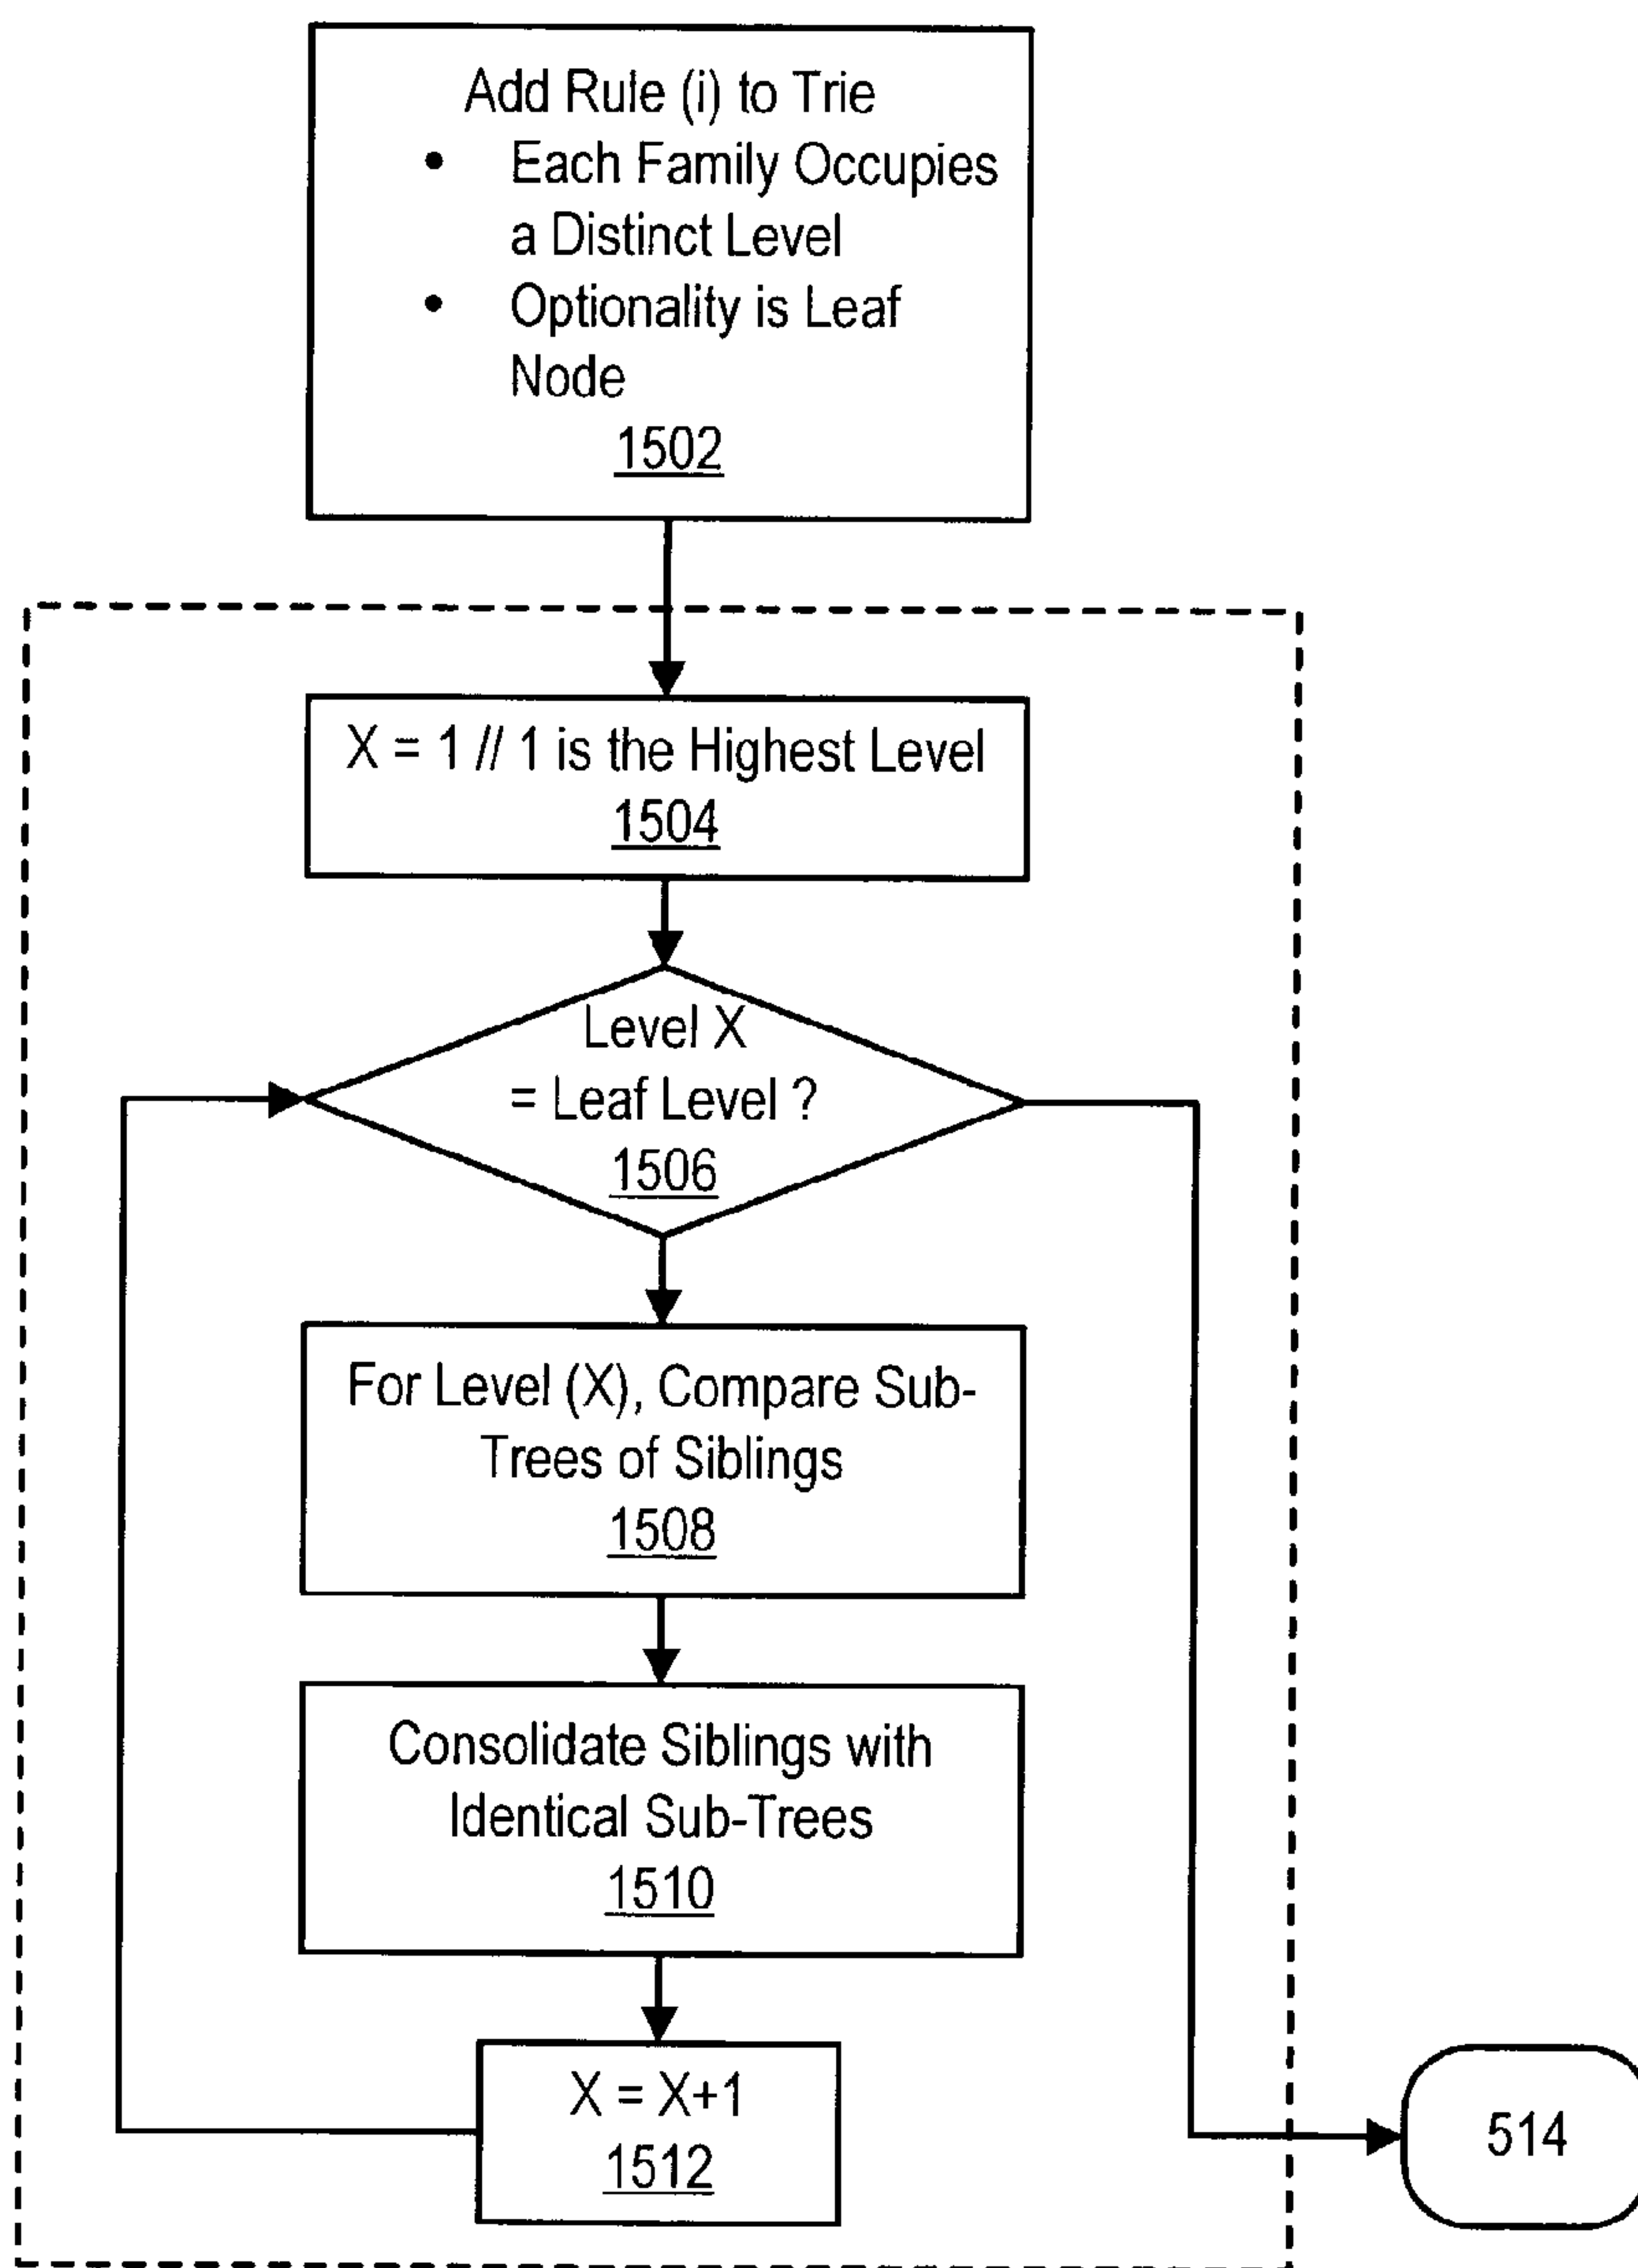 Add Rule (i) to Trie
• Each Family Occupies
a Distinct Level
• Optionality is Leaf
Node
1502
X = 1 // 1 is the Highest Level
1504
Level X
= Leaf Level ?
1506
For Level (X), Compare Sub-
Trees of Siblings
1508
Consolidate Siblings with
Identical Sub-Trees
1510
X = X+1
1512
514